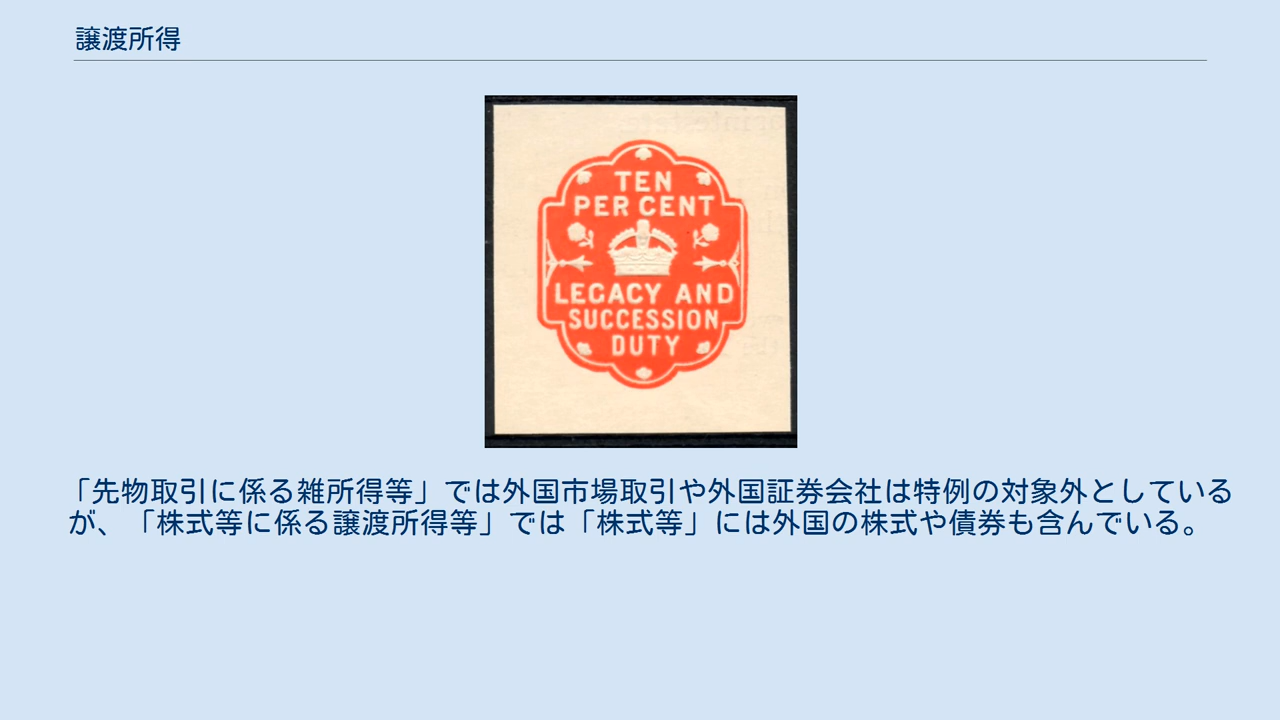 譲渡所得
TEN
PER CENT
LEGACY AND
SUCCESSION
DUTY
「先物取引に係る雑所得等」では外国市場取引や外国証券会社は特例の対象外としている
が、「株式等に係る譲渡所得等」では「株式等」には外国の株式や債券も含んでいる。